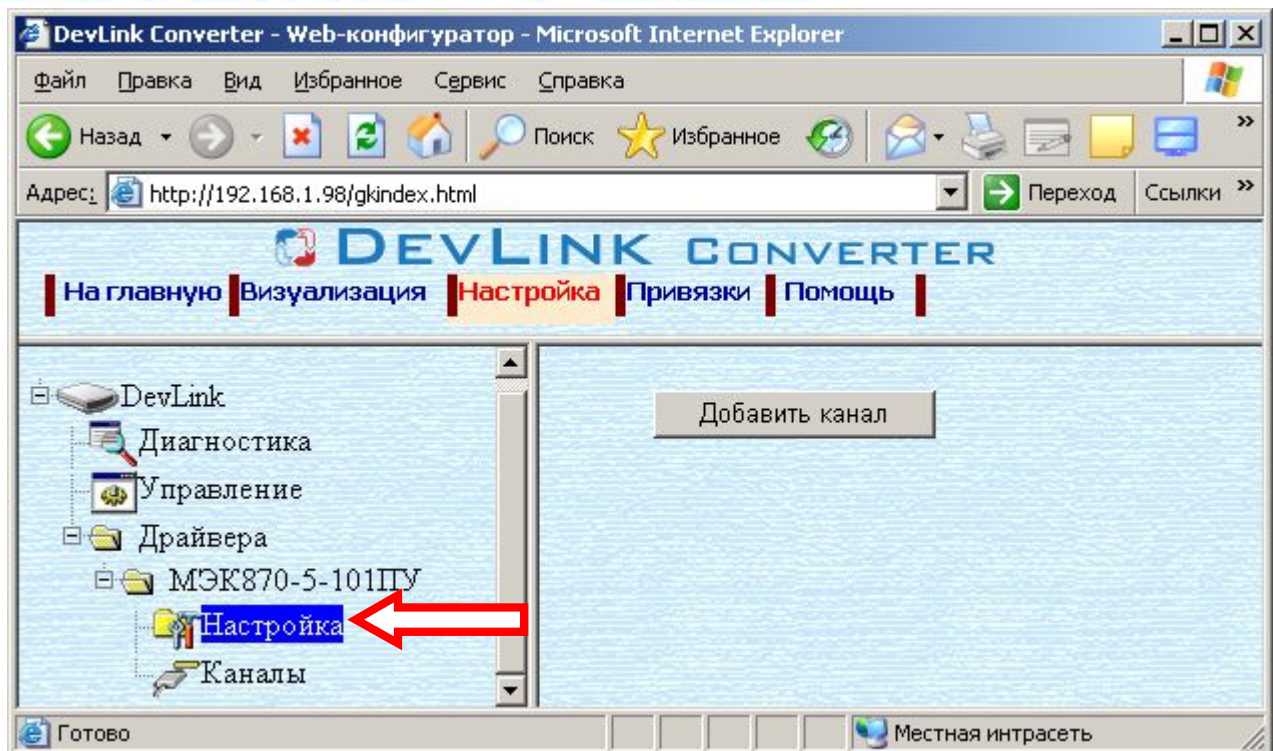 DevLink Converter - Web-конфигуратор - Microsoft Internet Explorer
Файл Правка Вид Избранное Сервис Справка
Назад Поиск Избранное »
Адрес: http://192.168.1.98/gkindex.html Переход Ссылки »
DEVLINK CONVERTER
На главную Визуализация Настройка Привязки Помощь
DevLink
Добавить канал
Диагностика
Управление
Драйвера
МЭК870-5-101ПУ
Настройка
Каналы
Готово Местная интрасеть